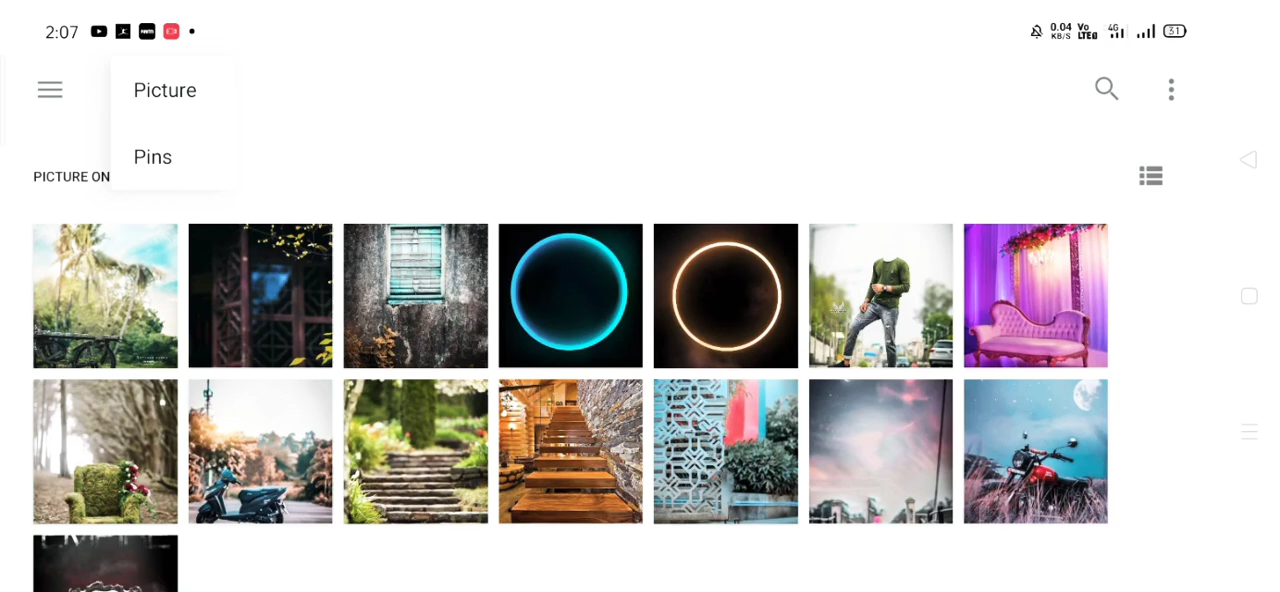 2:07
0.04 KB/S Vo LTE 4G 31
Picture
Pins
PICTURE ON